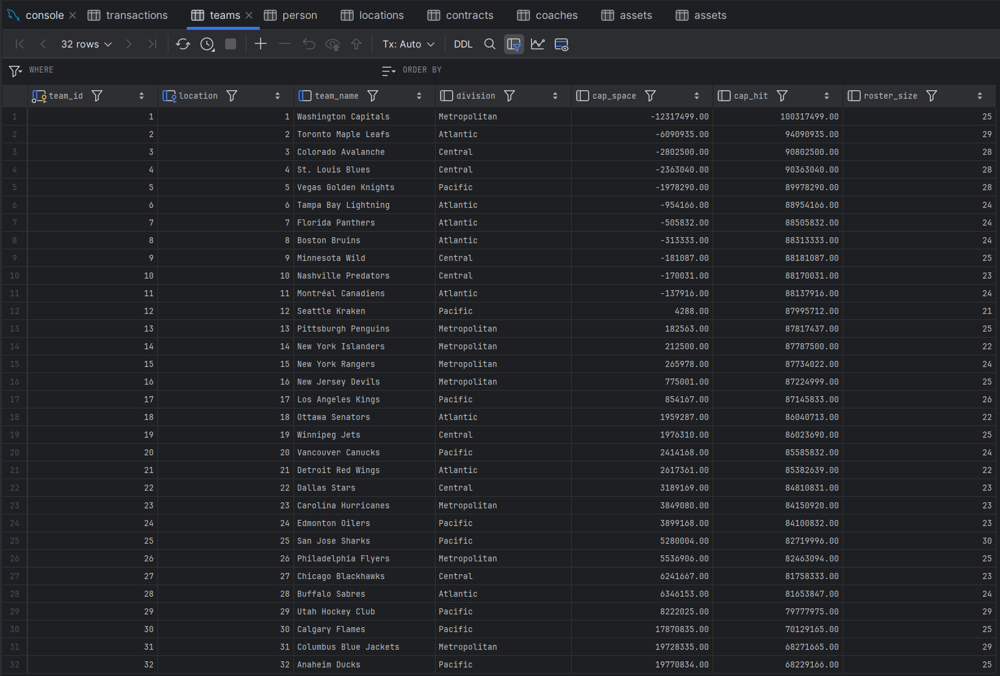 console transactions teams person locations contracts coaches assets assets
32 rows Tx: Auto DDL
WHERE ORDER BY
team_id location team_name division cap_space cap_hit roster_size
1 1 1 Washington Capitals Metropolitan -12317499.00 100317499.00 25
2 2 2 Toronto Maple Leafs Atlantic -6090935.00 94090935.00 29
3 3 3 Colorado Avalanche Central -2802500.00 90802500.00 28
4 4 4 St. Louis Blues Central -2363040.00 90363040.00 28
5 5 5 Vegas Golden Knights Pacific -1978290.00 89978290.00 28
6 6 6 Tampa Bay Lightning Atlantic -954166.00 88954166.00 24
7 7 7 Florida Panthers Atlantic -505832.00 88505832.00 24
8 8 8 Boston Bruins Atlantic -313333.00 88313333.00 24
9 9 9 Minnesota Wild Central -181087.00 88181087.00 25
10 10 10 Nashville Predators Central -170031.00 88170031.00 23
11 11 11 Montréal Canadiens Atlantic -137916.00 88137916.00 24
12 12 12 Seattle Kraken Pacific 4288.00 87995712.00 21
13 13 13 Pittsburgh Penguins Metropolitan 182563.00 87817437.00 25
14 14 14 New York Islanders Metropolitan 212500.00 87787500.00 22
15 15 15 New York Rangers Metropolitan 265978.00 87734022.00 24
16 16 16 New Jersey Devils Metropolitan 775001.00 87224999.00 25
17 17 17 Los Angeles Kings Pacific 854167.00 87145833.00 26
18 18 18 Ottawa Senators Atlantic 1959287.00 86040713.00 22
19 19 19 Winnipeg Jets Central 1976310.00 86023690.00 25
20 20 20 Vancouver Canucks Pacific 2414168.00 85585832.00 24
21 21 21 Detroit Red Wings Atlantic 2617361.00 85382639.00 22
22 22 22 Dallas Stars Central 3189169.00 84810831.00 23
23 23 23 Carolina Hurricanes Metropolitan 3849080.00 84150920.00 23
24 24 24 Edmonton Oilers Pacific 3899168.00 84100832.00 23
25 25 25 San Jose Sharks Pacific 5280004.00 82719996.00 30
26 26 26 Philadelphia Flyers Metropolitan 5536906.00 82463094.00 25
27 27 27 Chicago Blackhawks Central 6241667.00 81758333.00 23
28 28 28 Buffalo Sabres Atlantic 6346153.00 81653847.00 24
29 29 29 Utah Hockey Club Pacific 8222025.00 79777975.00 29
30 30 30 Calgary Flames Pacific 17870835.00 70129165.00 25
31 31 31 Columbus Blue Jackets Metropolitan 19728335.00 68271665.00 29
32 32 32 Anaheim Ducks Pacific 19770834.00 68229166.00 25